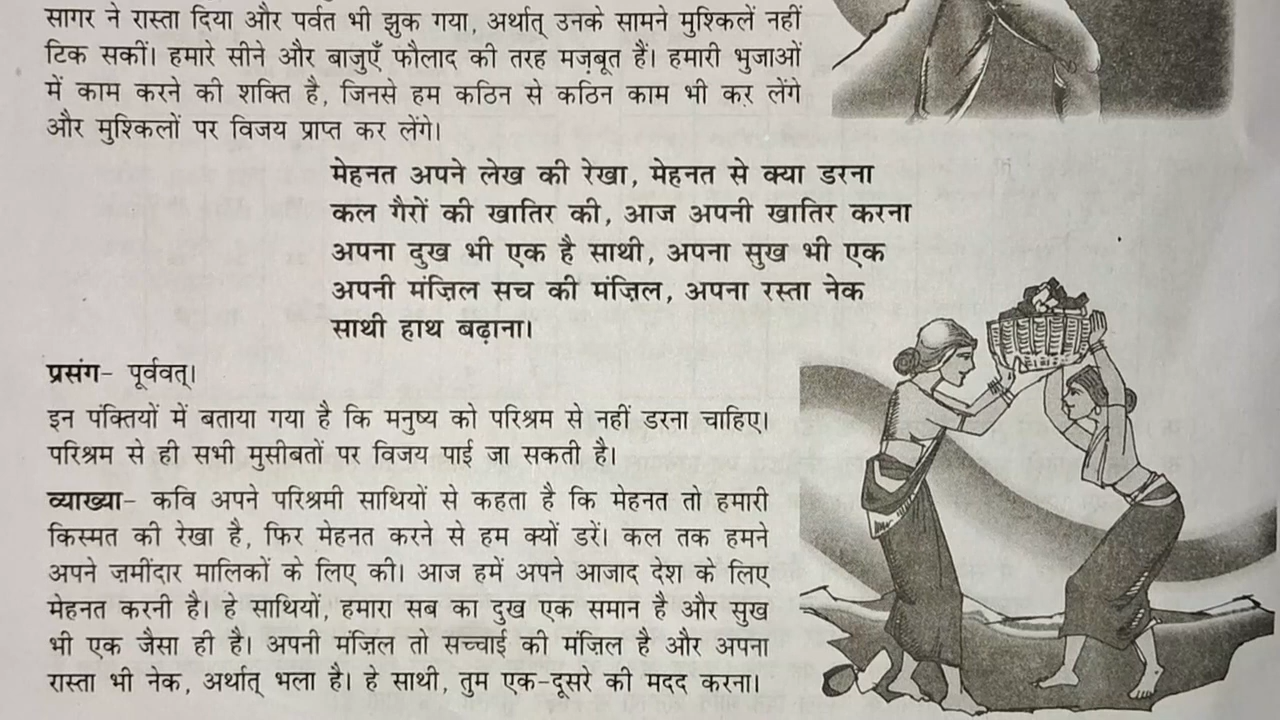 सागर ने रास्ता दिया और पर्वत भी झुक गया, अर्थात् उनके सामने मुश्किलें नहीं
टिक सकीं। हमारे सीने और बाजुएँ फौलाद की तरह मज़बूत हैं। हमारी भुजाओं
में काम करने की शक्ति है, जिनसे हम कठिन से कठिन काम भी कर लेंगे
और मुश्किलों पर विजय प्राप्त कर लेंगे।
मेहनत अपने लेख की रेखा, मेहनत से क्या डरना
कल गैरों की खातिर की, आज अपनी खातिर करना
अपना दुख भी एक है साथी, अपना सुख भी एक
अपनी मंज़िल सच की मंज़िल, अपना रस्ता नेक
साथी हाथ बढ़ाना।
प्रसंग- पूर्ववत्।
इन पंक्तियों में बताया गया है कि मनुष्य को परिश्रम से नहीं डरना चाहिए।
परिश्रम से ही सभी मुसीबतों पर विजय पाई जा सकती है।
व्याख्या- कवि अपने परिश्रमी साथियों से कहता है कि मेहनत तो हमारी
किस्मत की रेखा है, फिर मेहनत करने से हम क्यों डरें। कल तक हमने
अपने ज़मींदार मालिकों के लिए की। आज हमें अपने आजाद देश के लिए
मेहनत करनी है। हे साथियों, हमारा सब का दुख एक समान है और सुख
भी एक जैसा ही है। अपनी मंज़िल तो सच्चाई की मंज़िल है और अपना
रास्ता भी नेक, अर्थात् भला है। हे साथी, तुम एक-दूसरे की मदद करना।